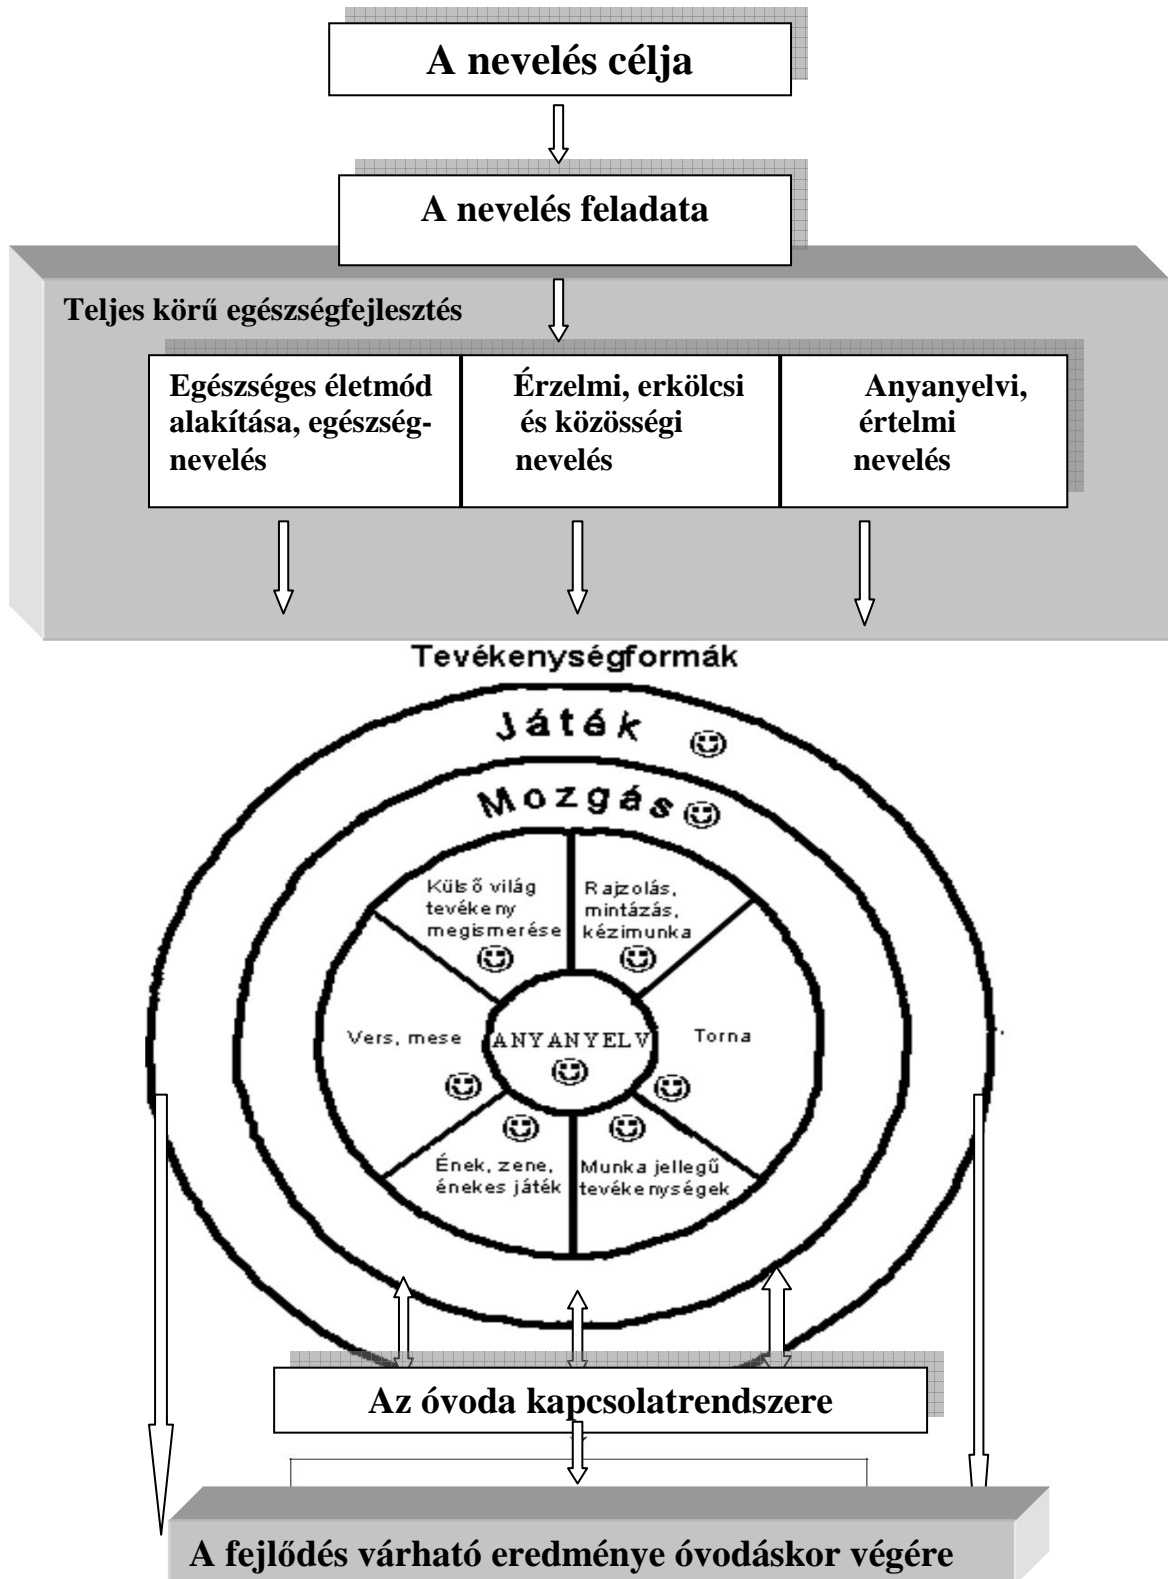 A nevelés célja
A nevelés feladata
Teljes körű egészségfejlesztés
Egészséges életmód
alakítása, egészség-
nevelés
Érzelmi, erkölcsi
és közösségi
nevelés
Anyanyelvi,
értelmi
nevelés
Tevékenységformák
Játék
Mozgás
Külső világ
tevékeny
megismerése
Rajzolás,
mintázás,
kézimunka
Vers, mese
ANYANYELV
Torna
Ének, zene,
énekes játék
Munka jellegű
tevékenységek
Az óvoda kapcsolatrendszere
A fejlődés várható eredménye óvodáskor végére